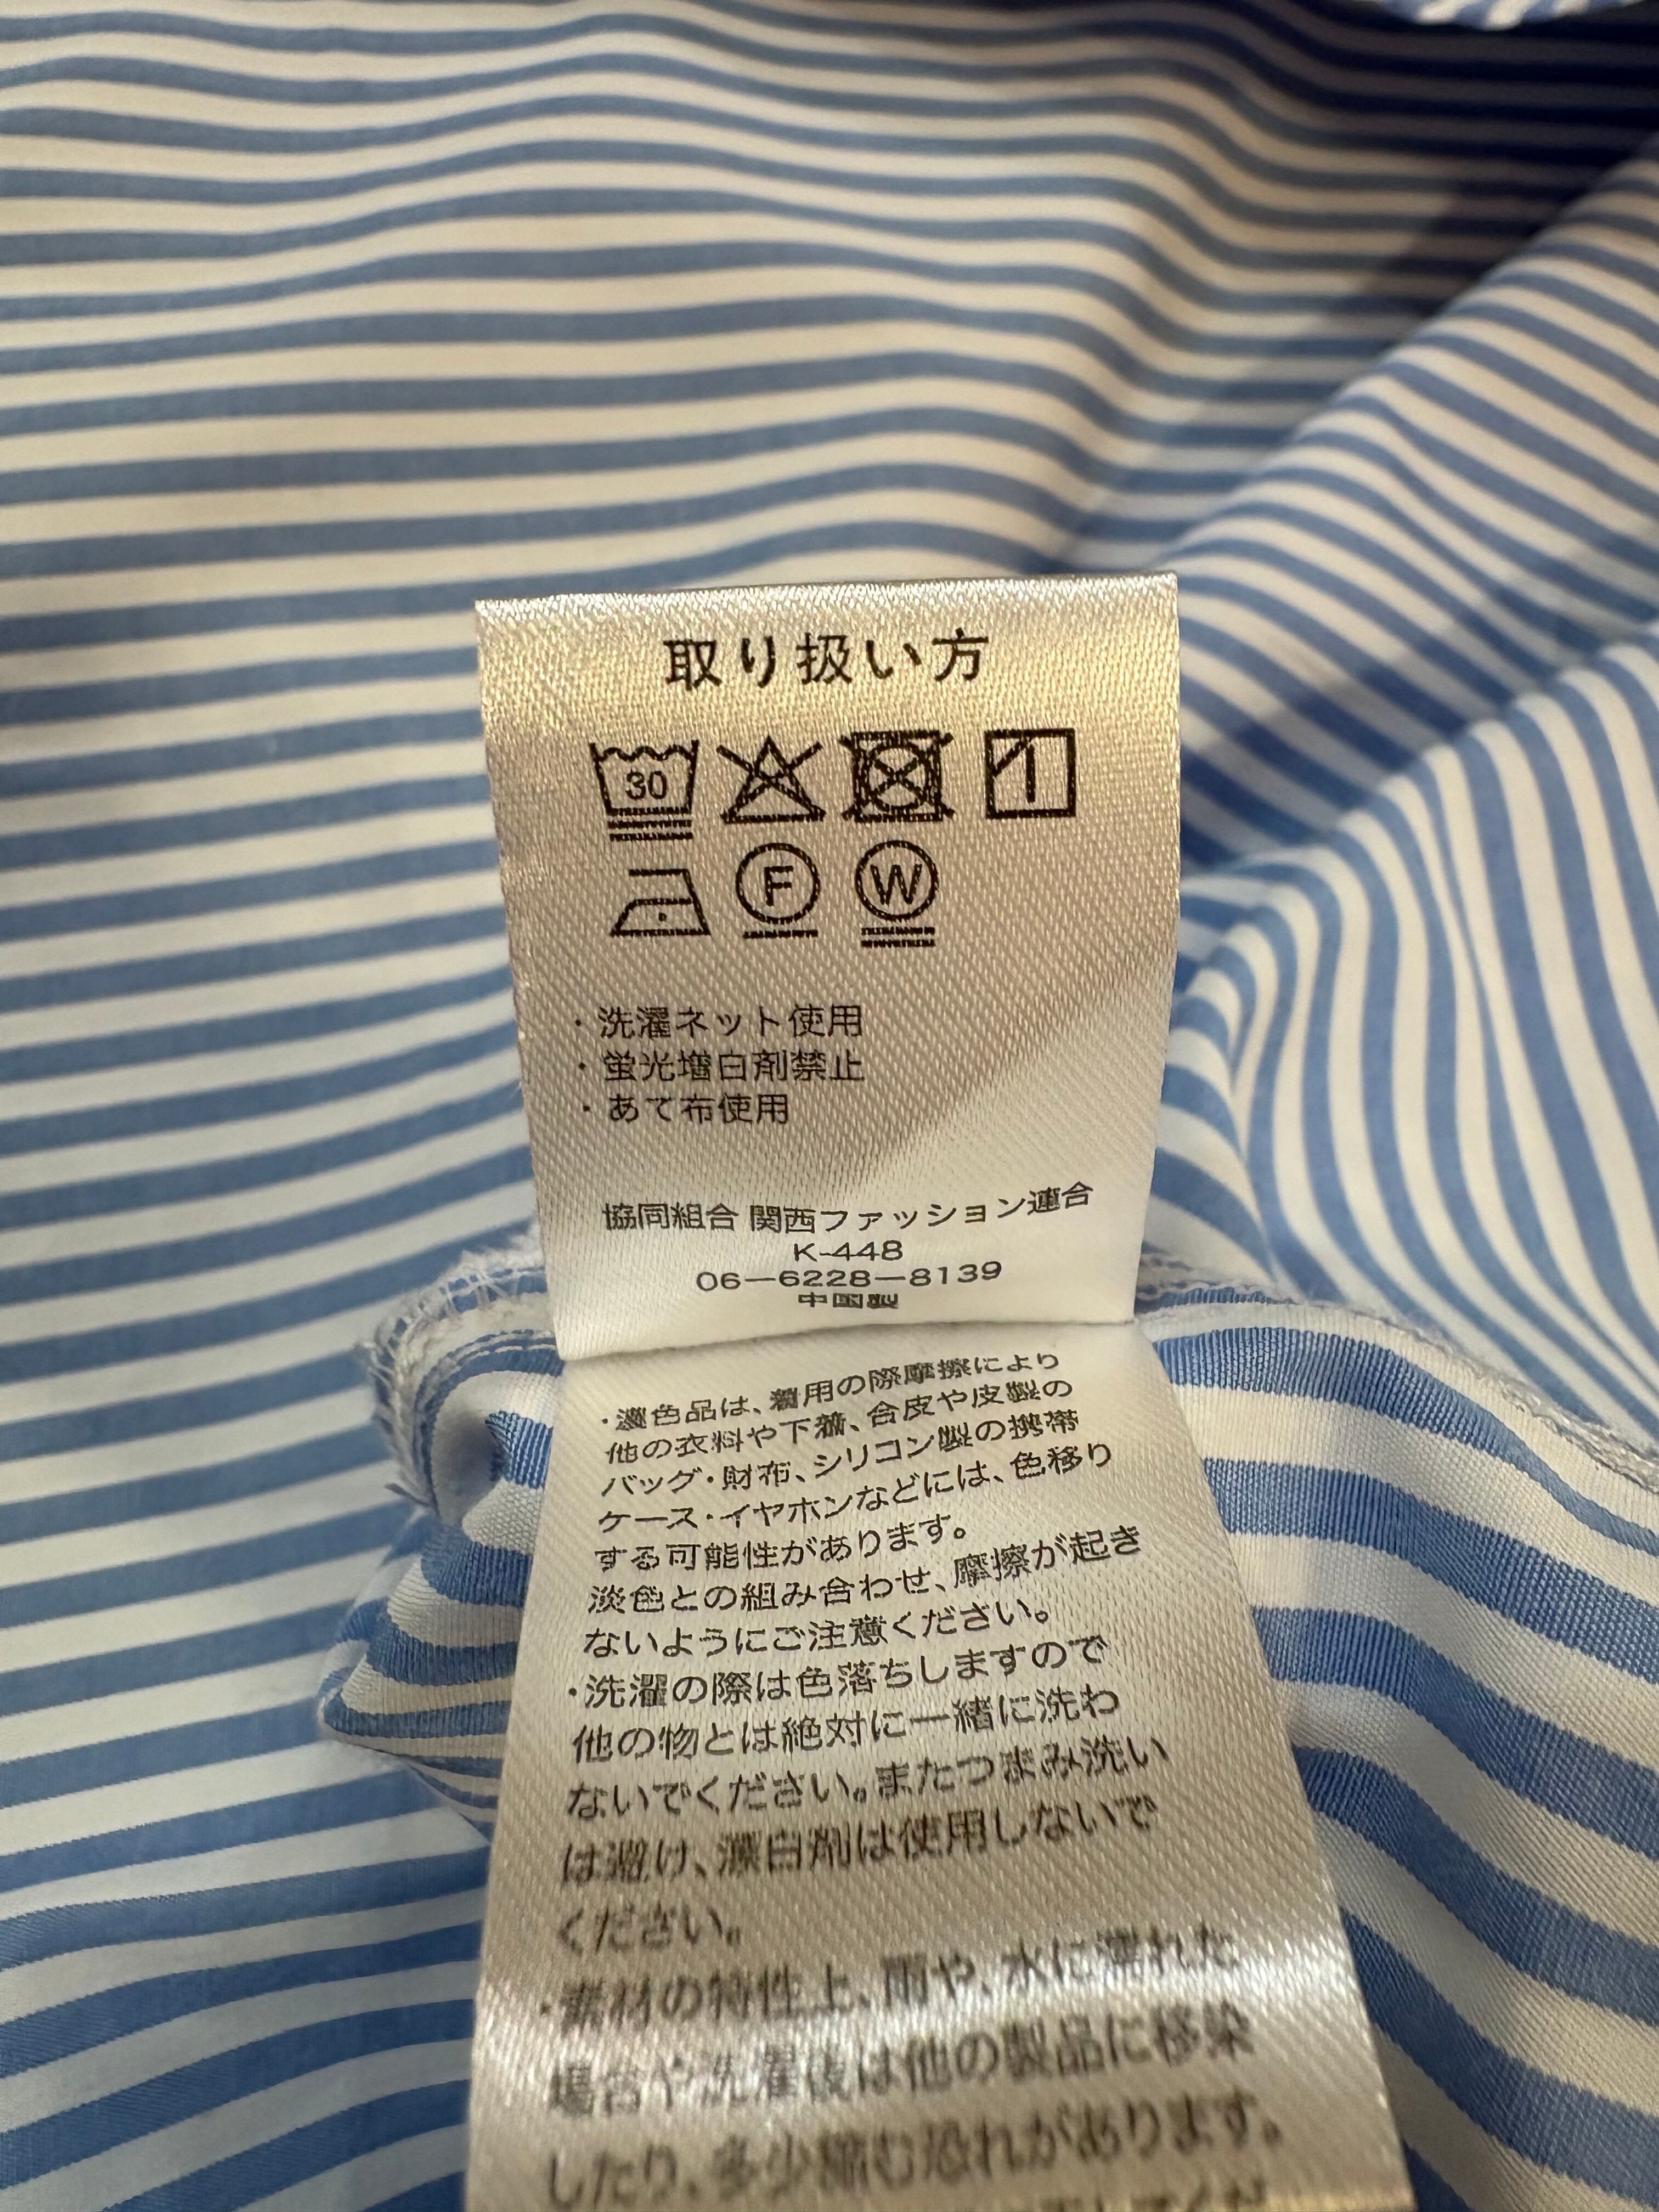 取り扱い方
30
F W
・洗濯ネット使用
・蛍光増白剤禁止
・あて布使用
協同組合 関西ファッション連合
K-448
06-6228-8139
中国製
・濃色品は、着用の際摩擦により
他の衣料や下着、合皮や皮製の
バッグ・財布、シリコン製の携帯
ケース・イヤホンなどには、色移り
する可能性があります。
淡色との組み合わせ、摩擦が起き
ないようにご注意ください。
・洗濯の際は色落ちしますので
他の物とは絶対に一緒に洗わ
ないでください。またつまみ洗い
は避け、漂白剤は使用しないで
ください。
・素材の特性上、雨や、水に濡れた
場合や洗濯後は他の製品に移染
したり、多少縮む恐れがあります。